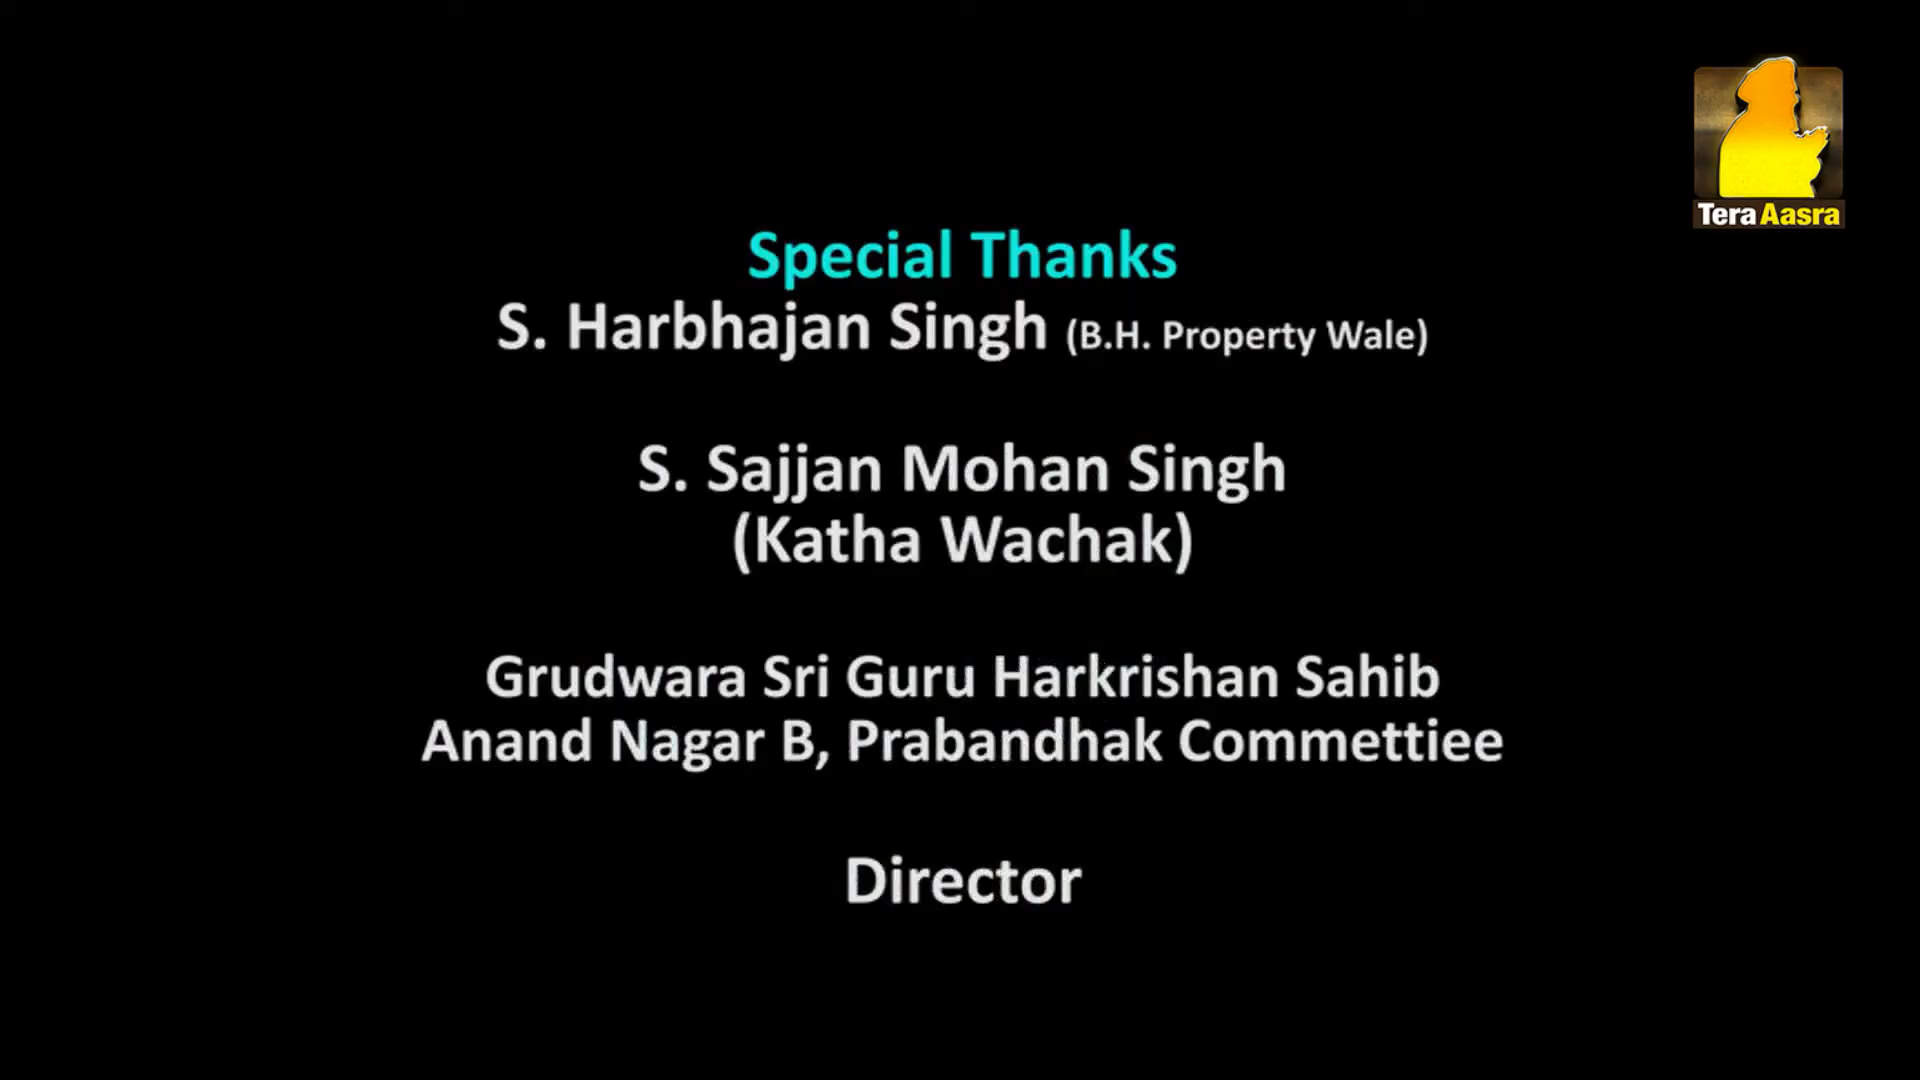 Tera Aasra
Special Thanks
S. Harbhajan Singh (B.H. Property Wale)
S. Sajjan Mohan Singh
(Katha Wachak)
Grudwara Sri Guru Harkrishan Sahib
Anand Nagar B, Prabandhak Commettiee
Director